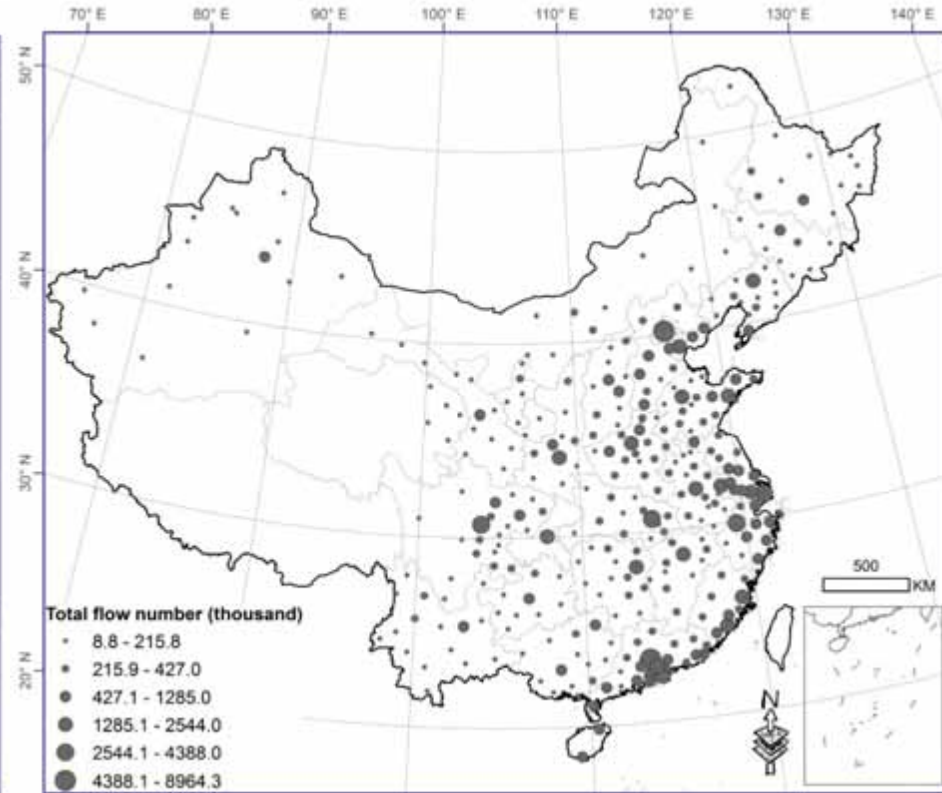 70° E 80° E 90° E 100° E 110° E 120° E 130° E 140° E
50° N
40° N
30° N
20° N
500
KM
N
Total flow number (thousand)
8.8 - 215.8
215.9 - 427.0
427.1 - 1285.0
1285.1 - 2544.0
2544.1 - 4388.0
4388.1 - 8964.3